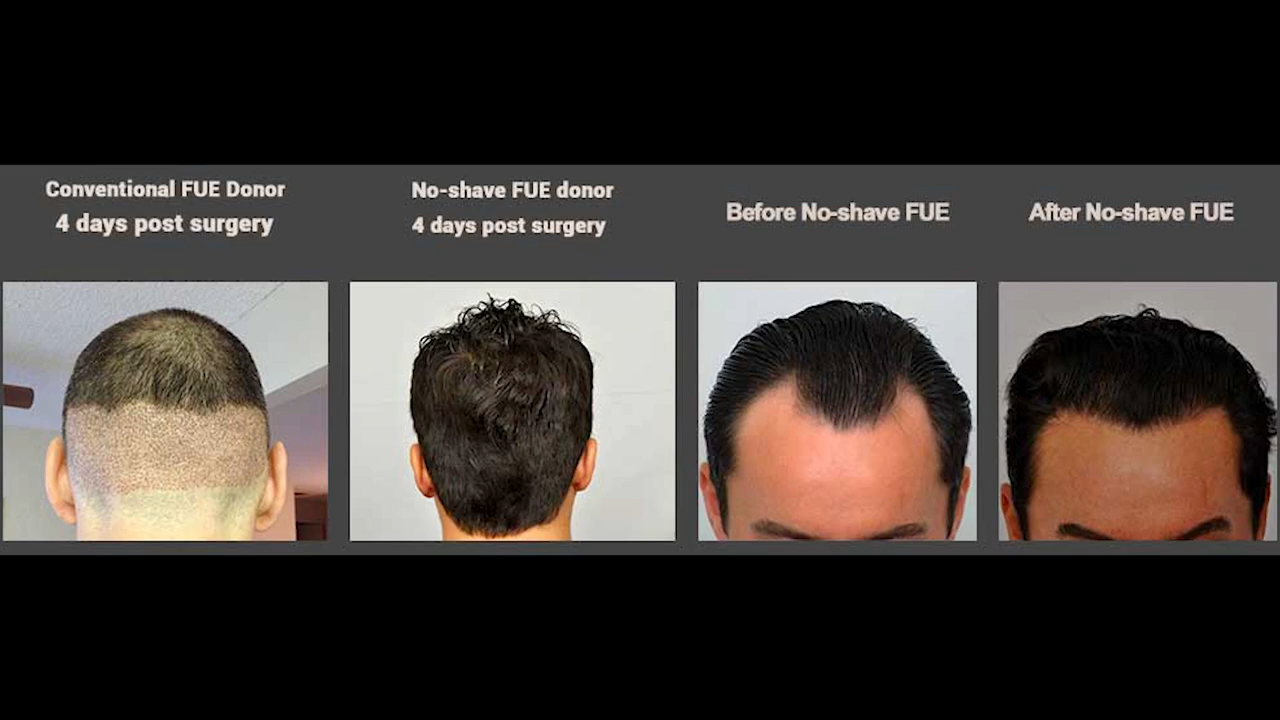 Conventional FUE Donor
4 days post surgery
No-shave FUE donor
4 days post surgery
Before No-shave FUE
After No-shave FUE